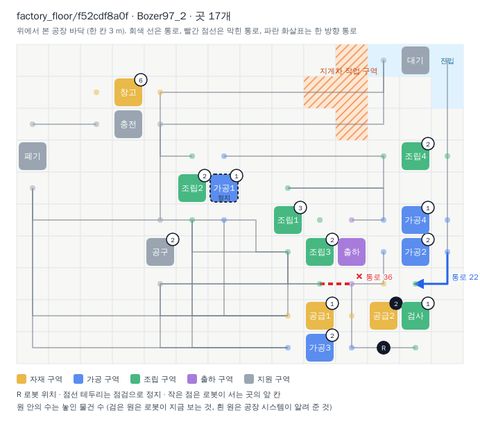 factory_floor/f52cdf8a0f · Bozer97_2 · 곳 17개
위에서 본 공장 바닥 (한 칸 3 m). 회색 선은 통로, 빨간 점선은 막힌 통로, 파란 화살표는 한 방향 통로
대기
전립
지게차 작업 구역
창고
6
충전
폐기
조립4
2
조립2
2
가공1
1
정지
조립1
3
가공4
1
공구
2
조립3
2
출하
가공2
2
✖ 통로 36
통로 22
공급1
1
공급2
2
검사
1
가공3
2
R
자재 구역
가공 구역
조립 구역
출하 구역
지원 구역
R 로봇 위치 · 점선 테두리는 점검으로 정지 · 작은 점은 로봇이 서는 곳의 앞 칸
원 안의 수는 놓인 물건 수 (검은 원은 로봇이 지금 보는 것, 흰 원은 공장 시스템이 알려 준 것)